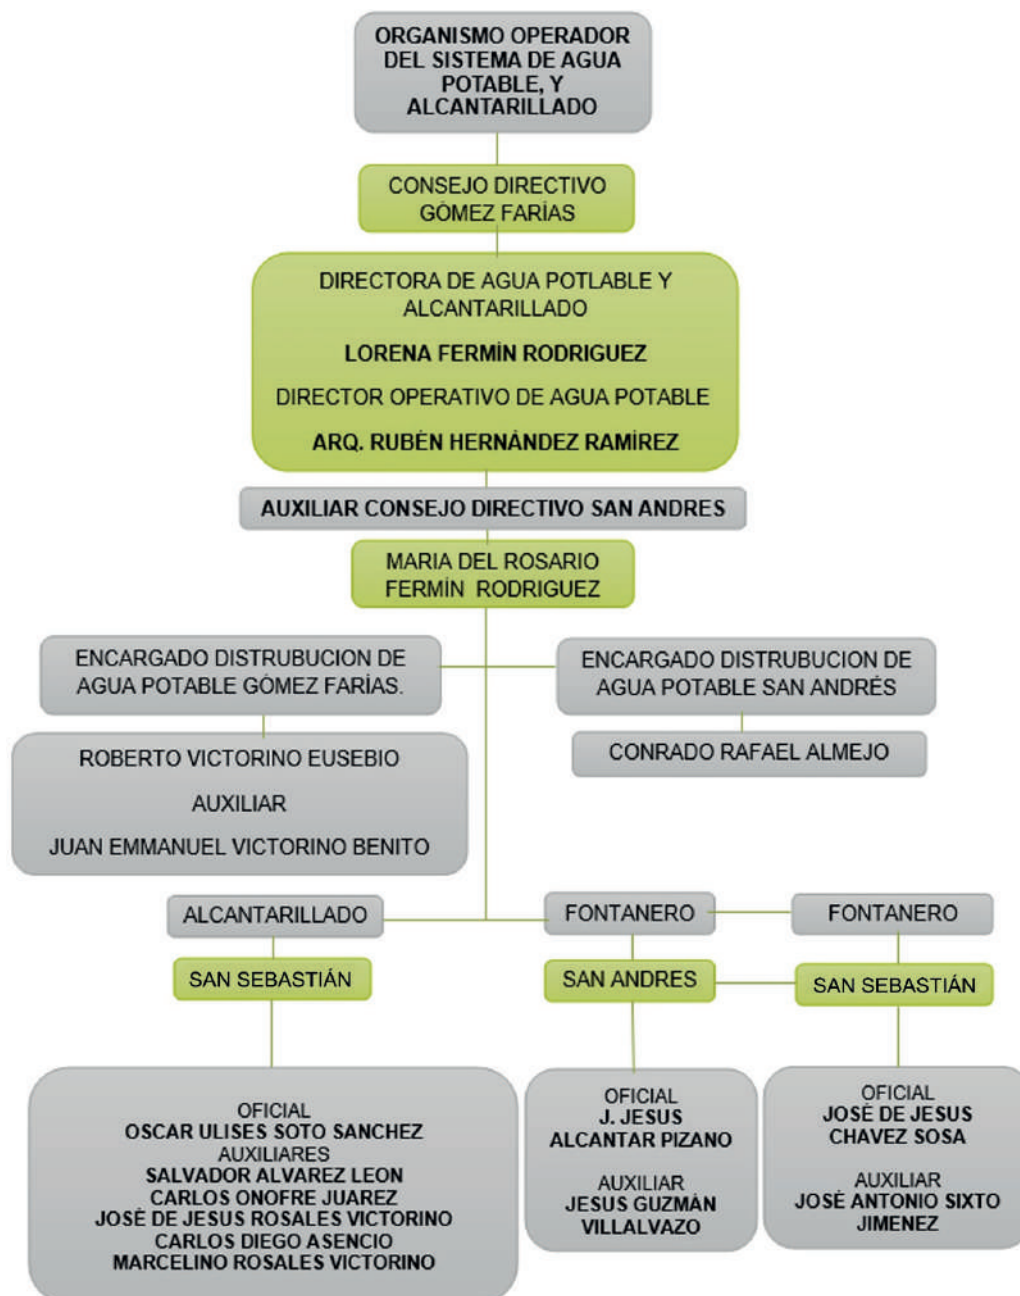 ORGANISMO OPERADOR
DEL SISTEMA DE AGUA
POTABLE, Y
ALCANTARILLADO
CONSEJO DIRECTIVO
GÓMEZ FARÍAS
DIRECTORA DE AGUA POTLABLE Y
ALCANTARILLADO
LORENA FERMÍN RODRIGUEZ
DIRECTOR OPERATIVO DE AGUA POTABLE
ARQ. RUBÉN HERNÁNDEZ RAMÍREZ
AUXILIAR CONSEJO DIRECTIVO SAN ANDRES
MARIA DEL ROSARIO
FERMÍN RODRIGUEZ
ENCARGADO DISTRUBUCION DE
AGUA POTABLE GÓMEZ FARÍAS.
ROBERTO VICTORINO EUSEBIO
AUXILIAR
JUAN EMMANUEL VICTORINO BENITO
ENCARGADO DISTRUBUCION DE
AGUA POTABLE SAN ANDRÉS
CONRADO RAFAEL ALMEJO
ALCANTARILLADO
SAN SEBASTIÁN
OFICIAL
OSCAR ULISES SOTO SANCHEZ
AUXILIARES
SALVADOR ALVAREZ LEON
CARLOS ONOFRE JUAREZ
JOSÉ DE JESUS ROSALES VICTORINO
CARLOS DIEGO ASENCIO
MARCELINO ROSALES VICTORINO
FONTANERO
SAN ANDRES
OFICIAL
J. JESUS
ALCANTAR PIZANO
AUXILIAR
JESUS GUZMÁN
VILLALVAZO
FONTANERO
SAN SEBASTIÁN
OFICIAL
JOSÉ DE JESUS
CHAVEZ SOSA
AUXILIAR
JOSÉ ANTONIO SIXTO
JIMENEZ